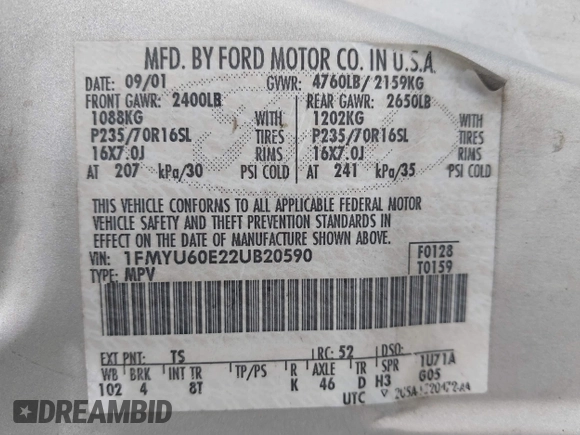 MFD. BY FORD MOTOR CO. IN U.S.A.
DATE: 09/01 GVWR: 4760LB/2159KG
FRONT GAWR: 2400LB REAR GAWR: 2650LB
1088KG WITH 1202KG WITH
P235/70R16SL TIRES P235/70R16SL TIRES
16X7.0J RIMS 16X7.0J RIMS
AT 207 kPa/30 PSI COLD AT 241 kPa/35 PSI COLD
THIS VEHICLE CONFORMS TO ALL APPLICABLE FEDERAL MOTOR
VEHICLE SAFETY AND THEFT PREVENTION STANDARDS IN
EFFECT ON THE DATE OF MANUFACTURE SHOWN ABOVE.
VIN: 1FMYU60E22UB20590 F0128
TYPE: MPV T0159
EXT PNT: TS RC: 52 DSO:
WB BRK INT TR TP/PS R AXLE TR SPR 1U71A
102 4 8T K 46 D H3 G05
UTC
DREAMBID